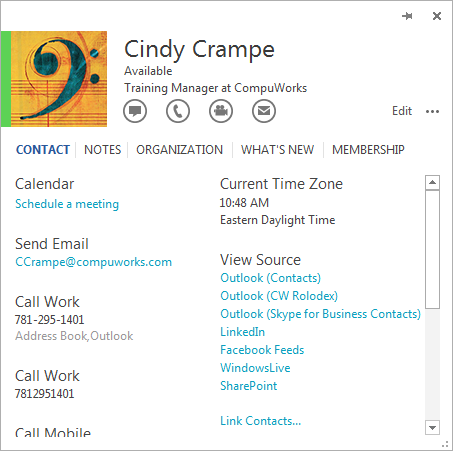 Cindy Crampe
Available
Training Manager at CompuWorks
Edit
CONTACT NOTES ORGANIZATION WHAT'S NEW MEMBERSHIP
Calendar
Schedule a meeting
Send Email
CCrampe@compuworks.com
Call Work
781-295-1401
Address Book,Outlook
Call Work
7812951401
Call Mobile
Current Time Zone
10:48 AM
Eastern Daylight Time
View Source
Outlook (Contacts)
Outlook (CW Rolodex)
Outlook (Skype for Business Contacts)
LinkedIn
Facebook Feeds
WindowsLive
SharePoint
Link Contacts...